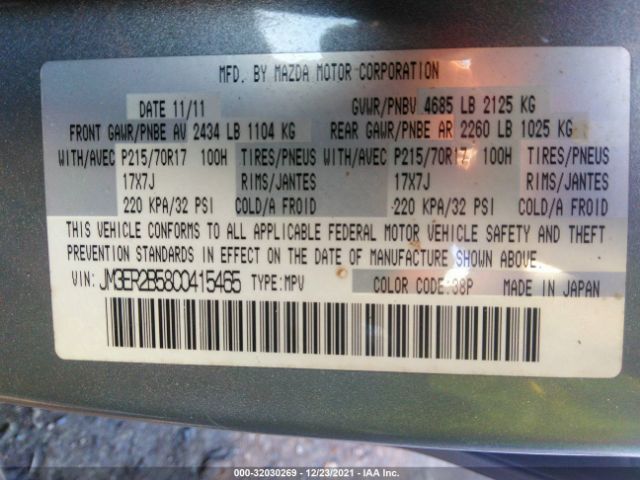 MFD. BY MAZDA MOTOR CORPORATION
DATE 11/11 GVWR/PNBV 4685 LB 2125 KG
FRONT GAWR/PNBE AV 2434 LB 1104 KG REAR GAWR/PNBE AR 2260 LB 1025 KG
WITH/AVEC P215/70R17 100H TIRES/PNEUS WITH/AVEC P215/70R17 100H TIRES/PNEUS
17X7J RIMS/JANTES 17X7J RIMS/JANTES
220 KPA/32 PSI COLD/A FROID 220 KPA/32 PSI COLD/A FROID
THIS VEHICLE CONFORMS TO ALL APPLICABLE FEDERAL MOTOR VEHICLE SAFETY AND THEFT
PREVENTION STANDARDS IN EFFECT ON THE DATE OF MANUFACTURE SHOWN ABOVE.
VIN: JM3ER2B58C0415465 TYPE: MPV COLOR CODE: 38P MADE IN JAPAN
000-32030269 - 12/23/2021 - IAA Inc.